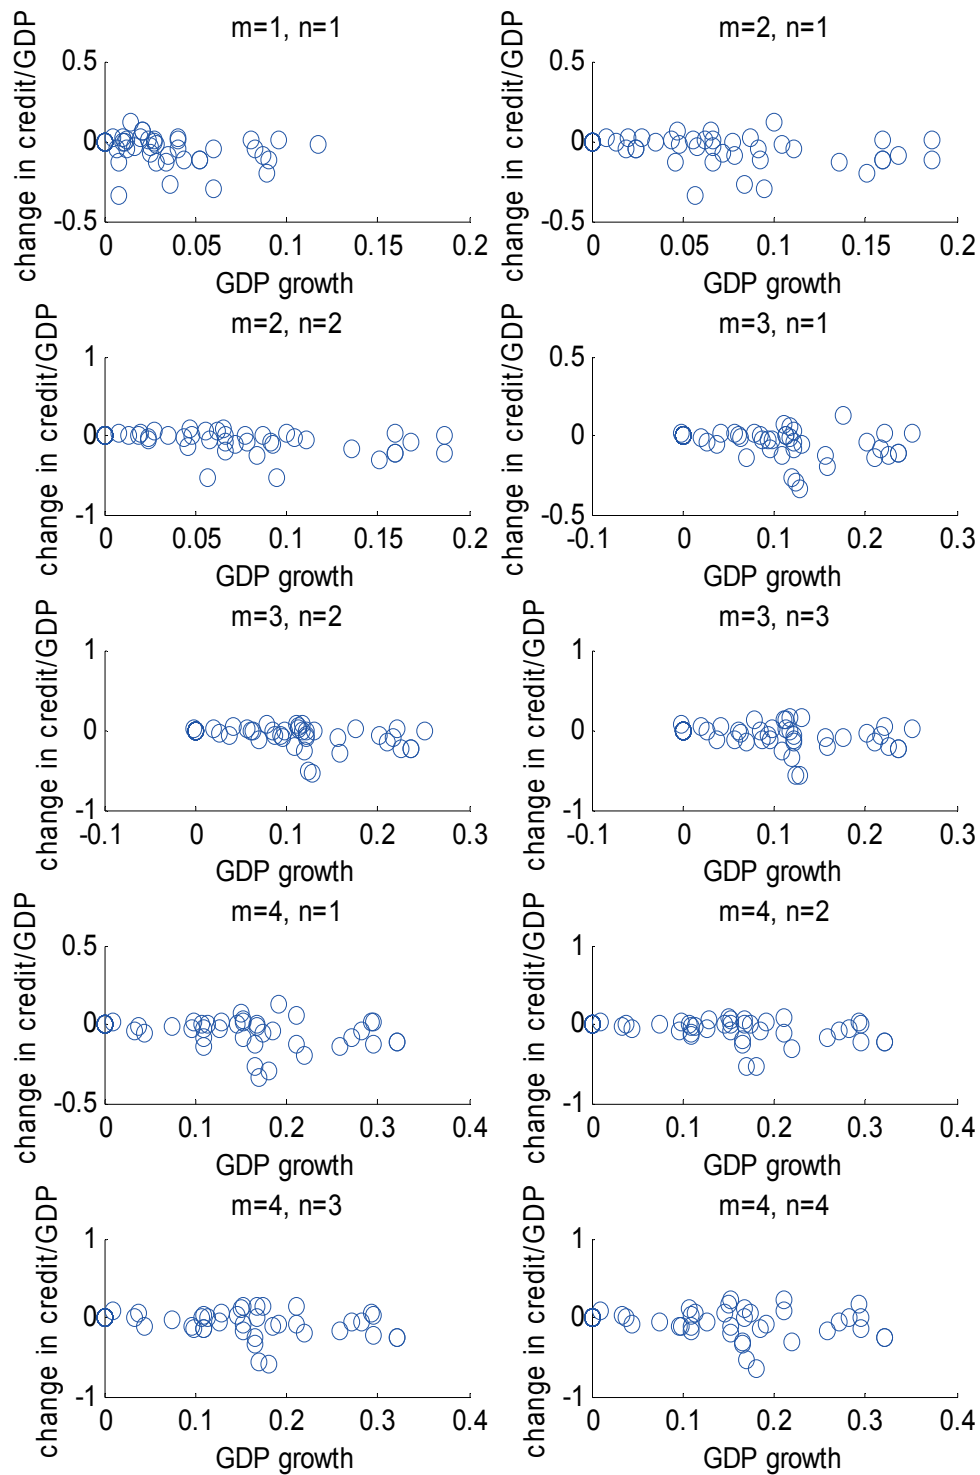 m=1, n=1
change in credit/GDP
0.5
0
-0.5
0 0.05 0.1 0.15 0.2
GDP growth
m=2, n=1
change in credit/GDP
0.5
0
-0.5
0 0.05 0.1 0.15 0.2
GDP growth
m=2, n=2
change in credit/GDP
1
0
-1
0 0.05 0.1 0.15 0.2
GDP growth
m=3, n=1
change in credit/GDP
0.5
0
-0.5
-0.1 0 0.1 0.2 0.3
GDP growth
m=3, n=2
change in credit/GDP
1
0
-1
-0.1 0 0.1 0.2 0.3
GDP growth
m=3, n=3
change in credit/GDP
1
0
-1
-0.1 0 0.1 0.2 0.3
GDP growth
m=4, n=1
change in credit/GDP
0.5
0
-0.5
0 0.1 0.2 0.3 0.4
GDP growth
m=4, n=2
change in credit/GDP
1
0
-1
0 0.1 0.2 0.3 0.4
GDP growth
m=4, n=3
change in credit/GDP
1
0
-1
0 0.1 0.2 0.3 0.4
GDP growth
m=4, n=4
change in credit/GDP
1
0
-1
0 0.1 0.2 0.3 0.4
GDP growth